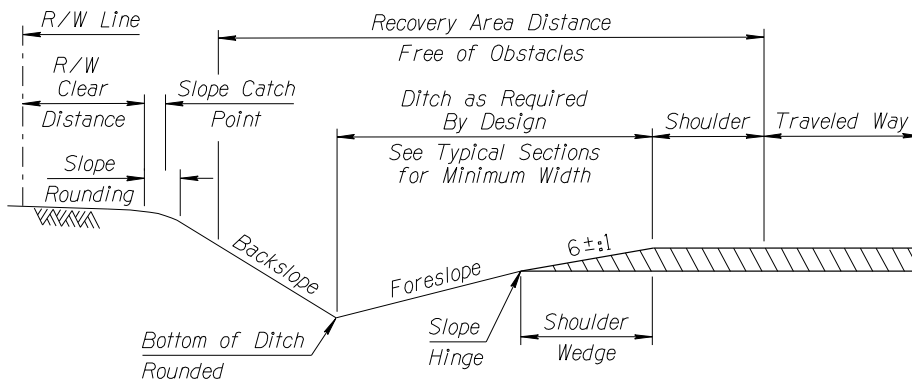 R/W Line
Recovery Area Distance
Free of Obstacles
R/W
Clear
Distance
Slope Catch
Point
Ditch as Required
By Design
See Typical Sections
for Minimum Width
Shoulder
Traveled Way
Slope
Rounding
Backslope
Foreslope
6±:1
Bottom of Ditch
Rounded
Slope
Hinge
Shoulder
Wedge